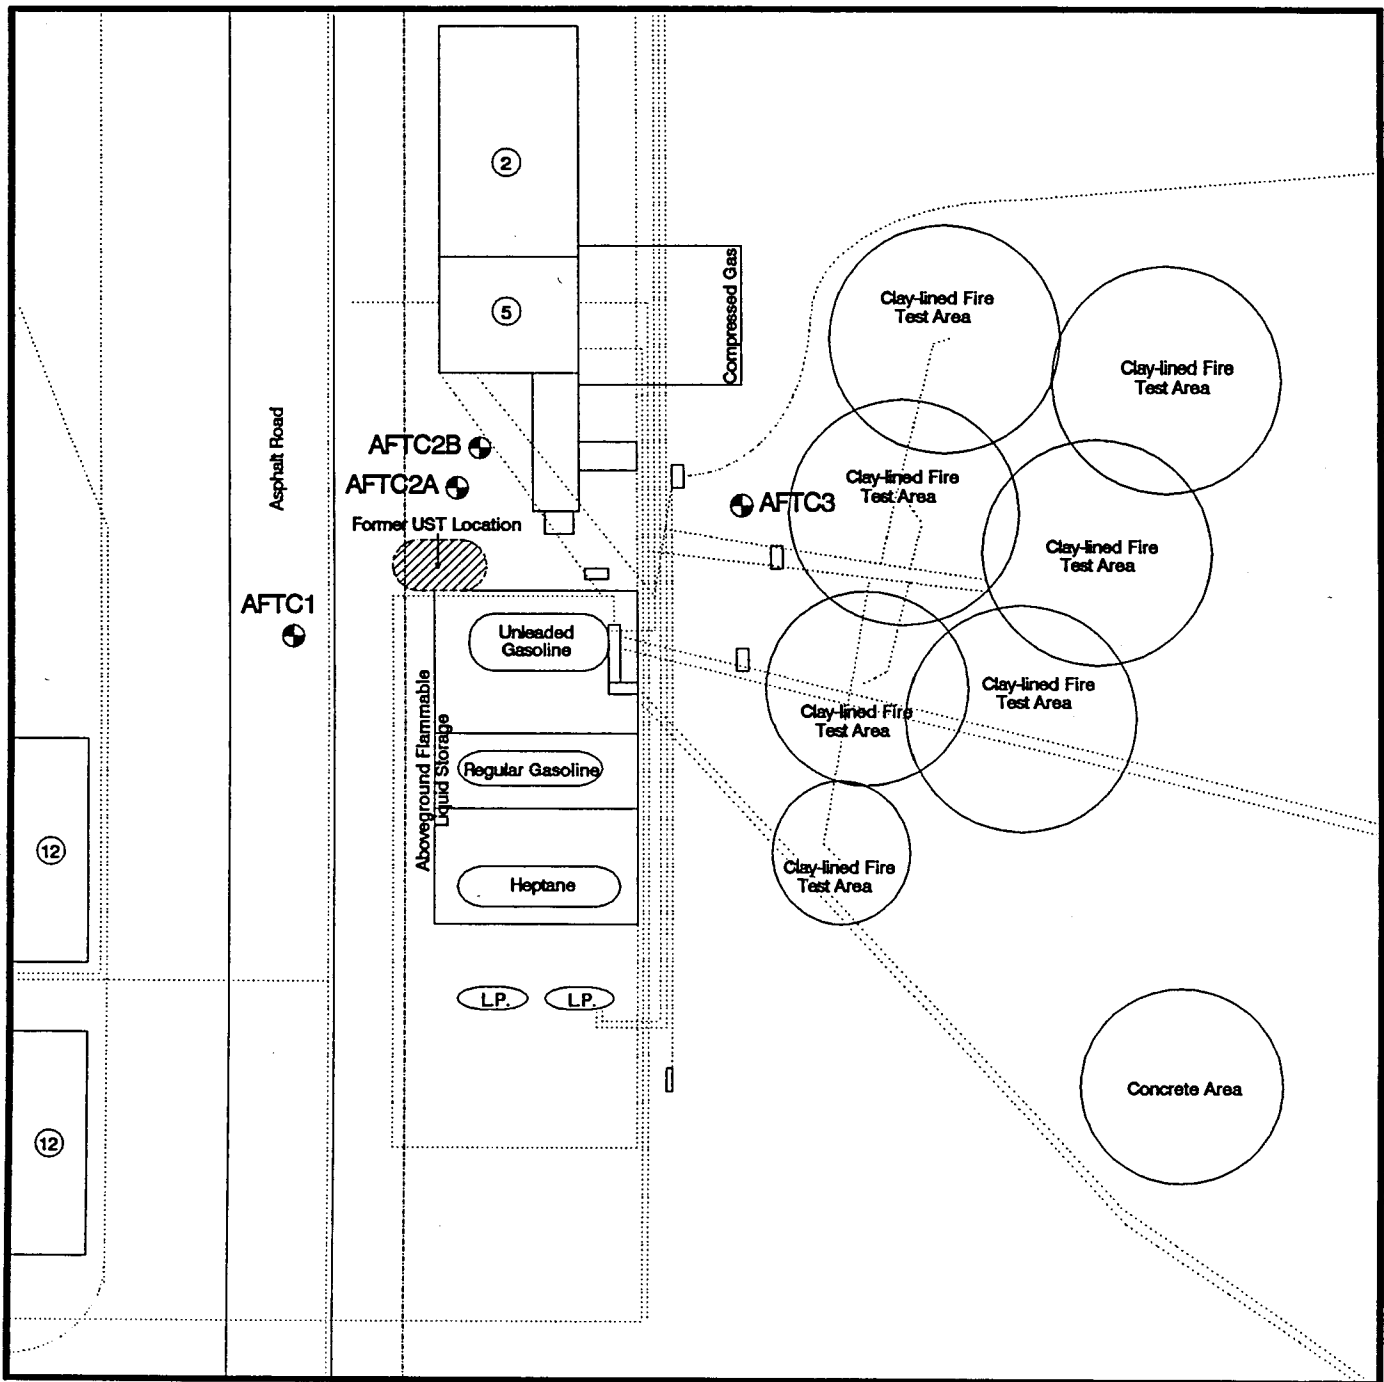 2
5
Compressed Gas
Clay-lined Fire
Test Area
Clay-lined Fire
Test Area
Asphalt Road
AFTC2B
AFTC2A
Clay-lined Fire
Test Area
AFTC3
Former UST Location
Clay-lined Fire
Test Area
AFTC1
Unleaded
Gasoline
Clay-lined Fire
Test Area
Clay-lined Fire
Test Area
Aboveground Flammable
Liquid Storage
Regular Gasoline
12
Clay-lined Fire
Test Area
Heptane
L.P.
L.P.
Concrete Area
12